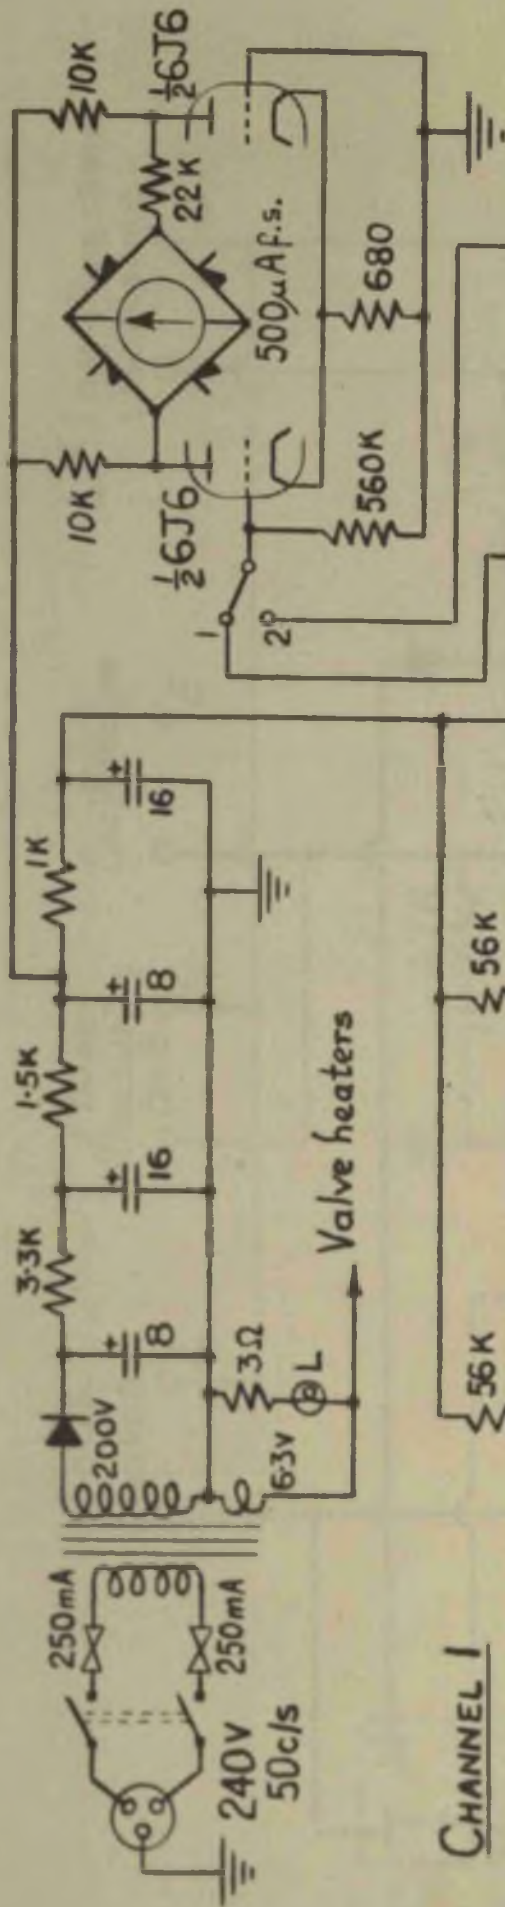 10K
10K
½6J6
½6J6
22K
500µA f.s.
680
560K
1
2
250mA
250mA
240V
50c/s
200V
6·3V
3·3K
1·5K
1K
+
8
+
16
+
8
+
16
3Ω
L
Valve heaters
56K
56K
CHANNEL 1